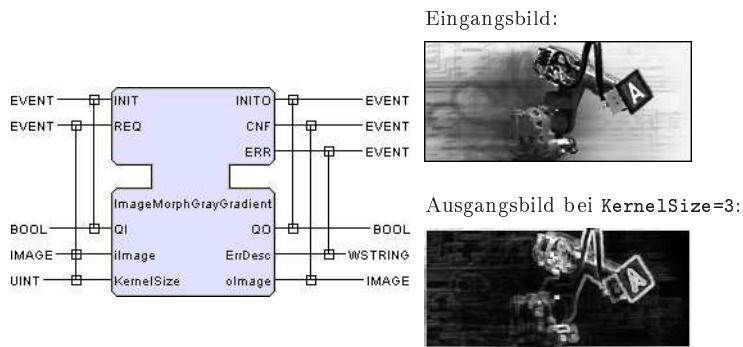 Eingangsbild:
EVENT INIT INITO EVENT
EVENT REQ CNF EVENT
ERR EVENT
A
ImageMorphGrayGradient
BOOL QI QO BOOL
IMAGE iImage ErrDesc WSTRING
UINT KernelSize oImage IMAGE
Ausgangsbild bei KernelSize=3:
A